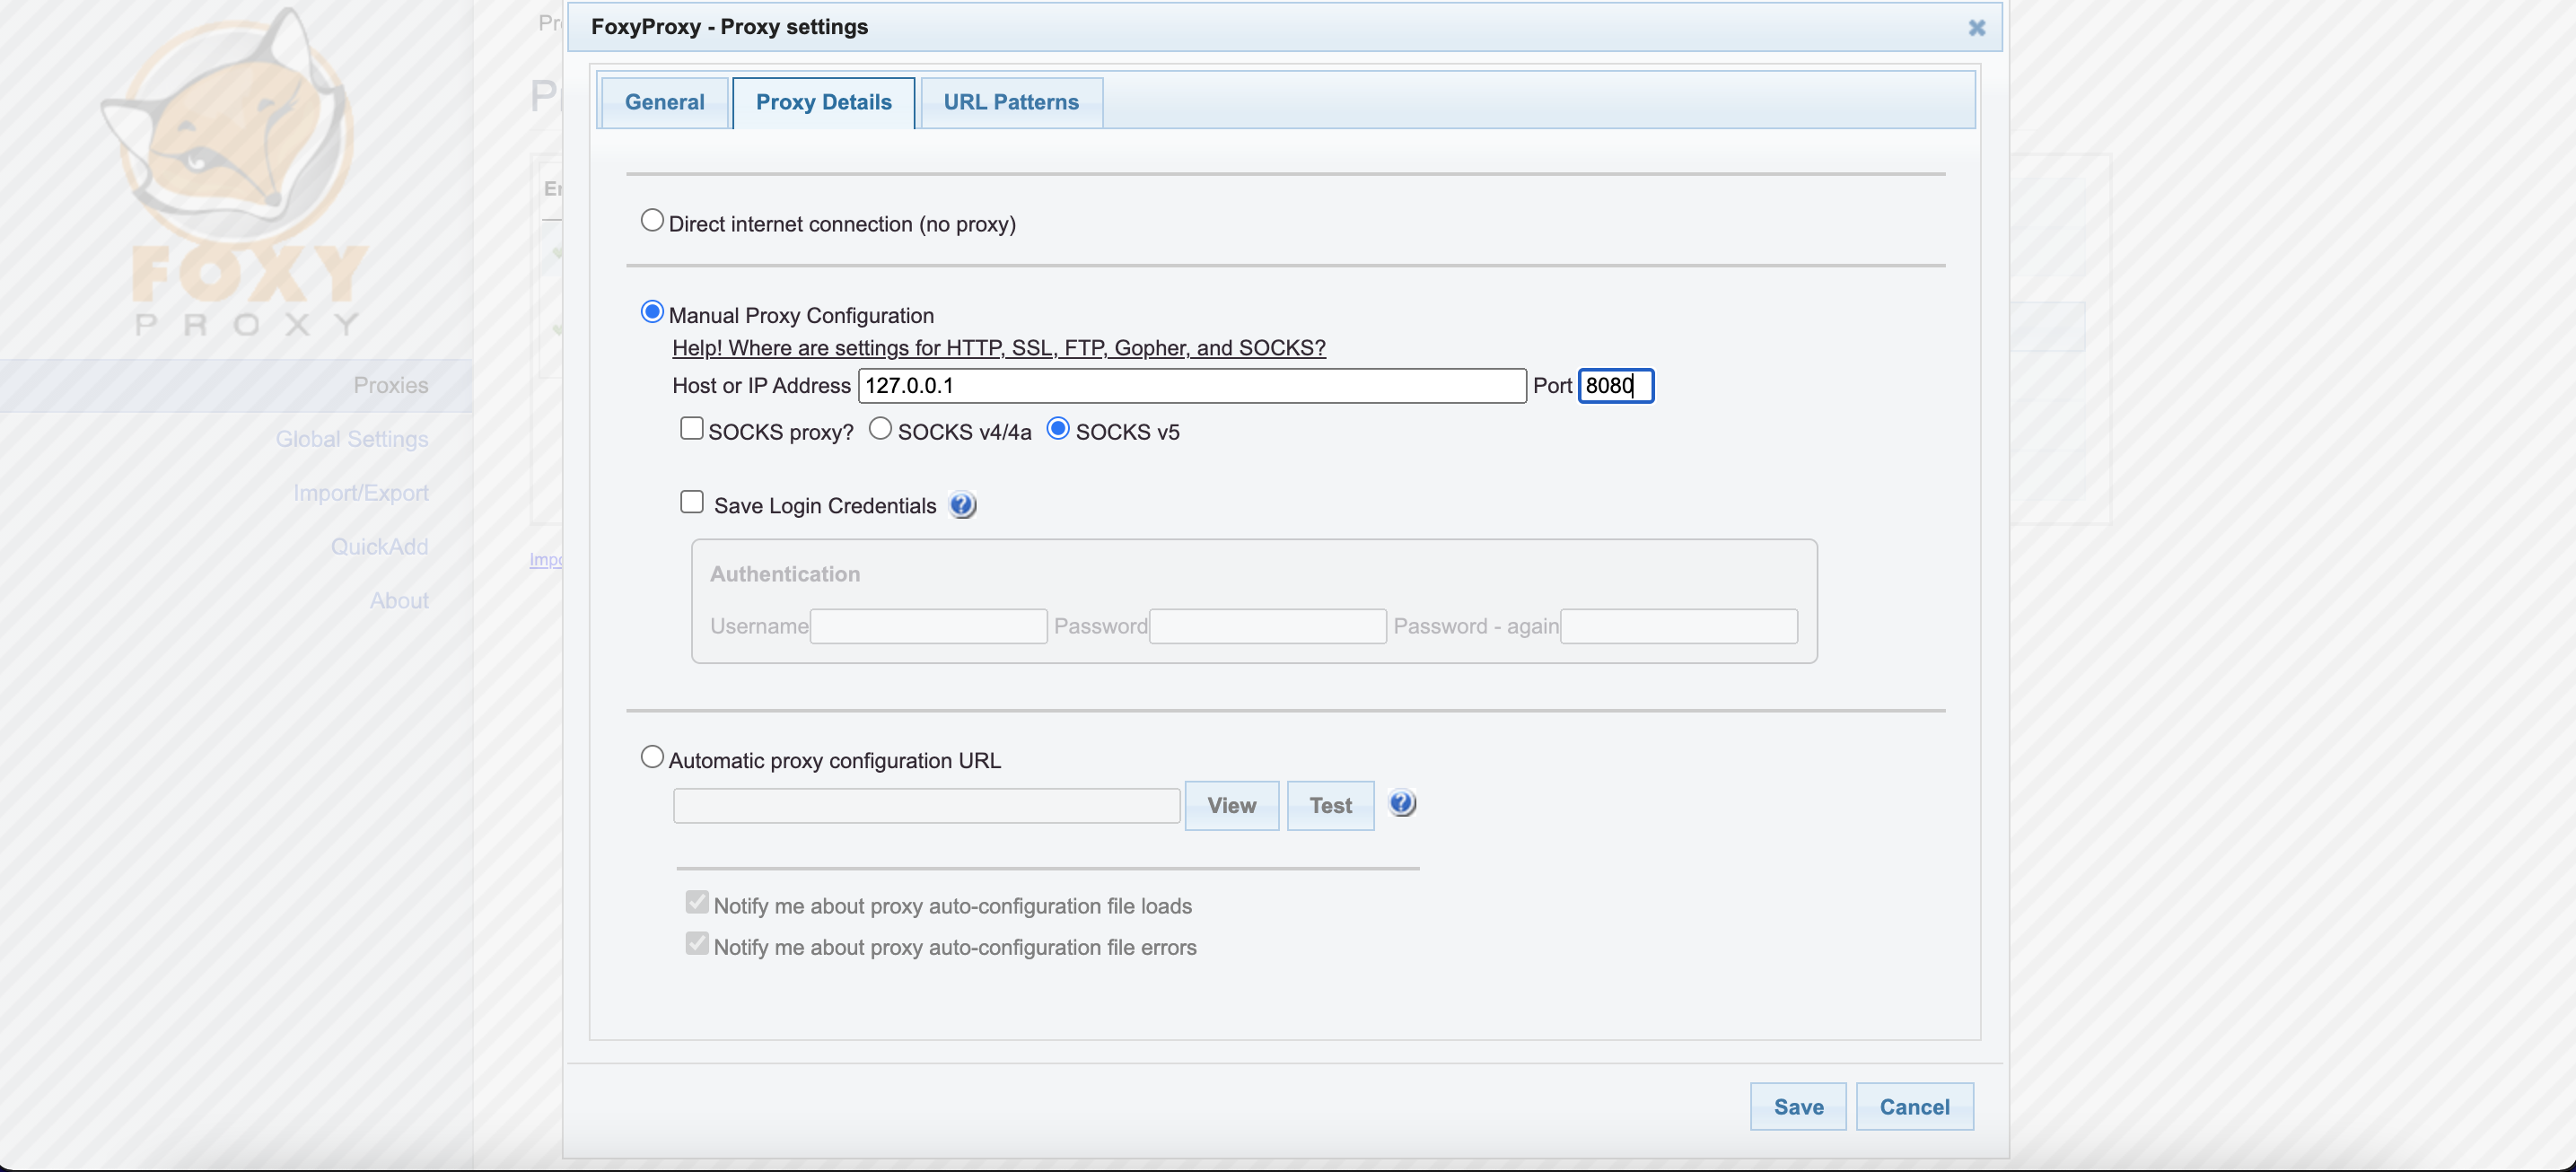 FoxyProxy - Proxy settings
General Proxy Details URL Patterns
FOXY
PROXY
Proxies
Global Settings
Import/Export
QuickAdd
About
Direct internet connection (no proxy)
Manual Proxy Configuration
Help! Where are settings for HTTP, SSL, FTP, Gopher, and SOCKS?
Host or IP Address 127.0.0.1 Port 8080
SOCKS proxy? SOCKS v4/4a SOCKS v5
Save Login Credentials ?
Authentication
Username Password Password - again
Automatic proxy configuration URL
View Test ?
Notify me about proxy auto-configuration file loads
Notify me about proxy auto-configuration file errors
Save Cancel